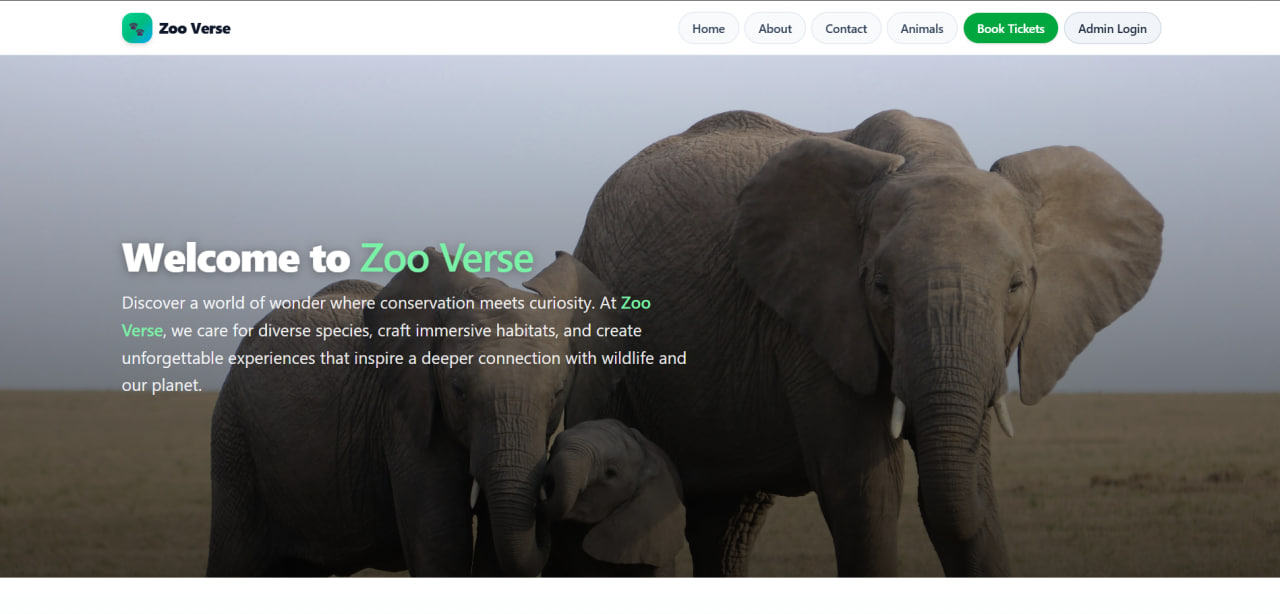 Zoo Verse
Home
About
Contact
Animals
Book Tickets
Admin Login
Welcome to Zoo Verse
Discover a world of wonder where conservation meets curiosity. At Zoo
Verse, we care for diverse species, craft immersive habitats, and create
unforgettable experiences that inspire a deeper connection with wildlife and
our planet.